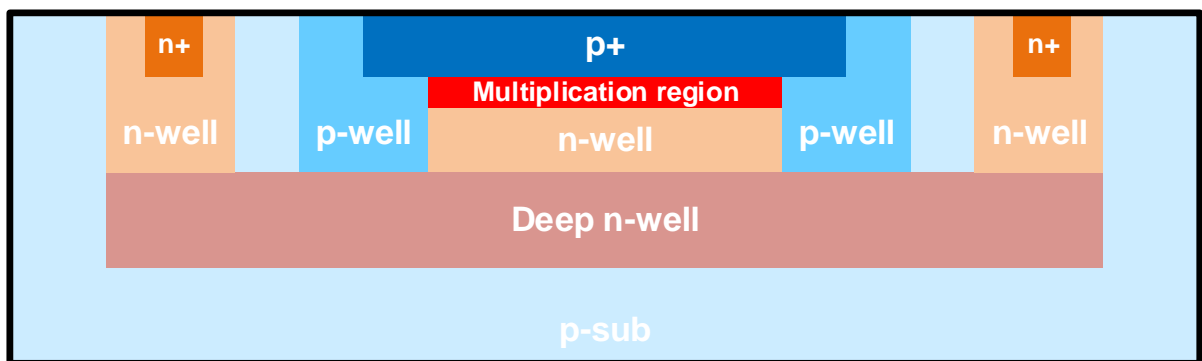 n+
p+
n+
Multiplication region
n-well
p-well
n-well
p-well
n-well
Deep n-well
p-sub